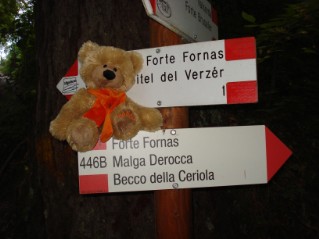 Forte Fornas
itel del Verzêr
1
Forte Fornas
446B Malga Derocca
Becco della Ceriola